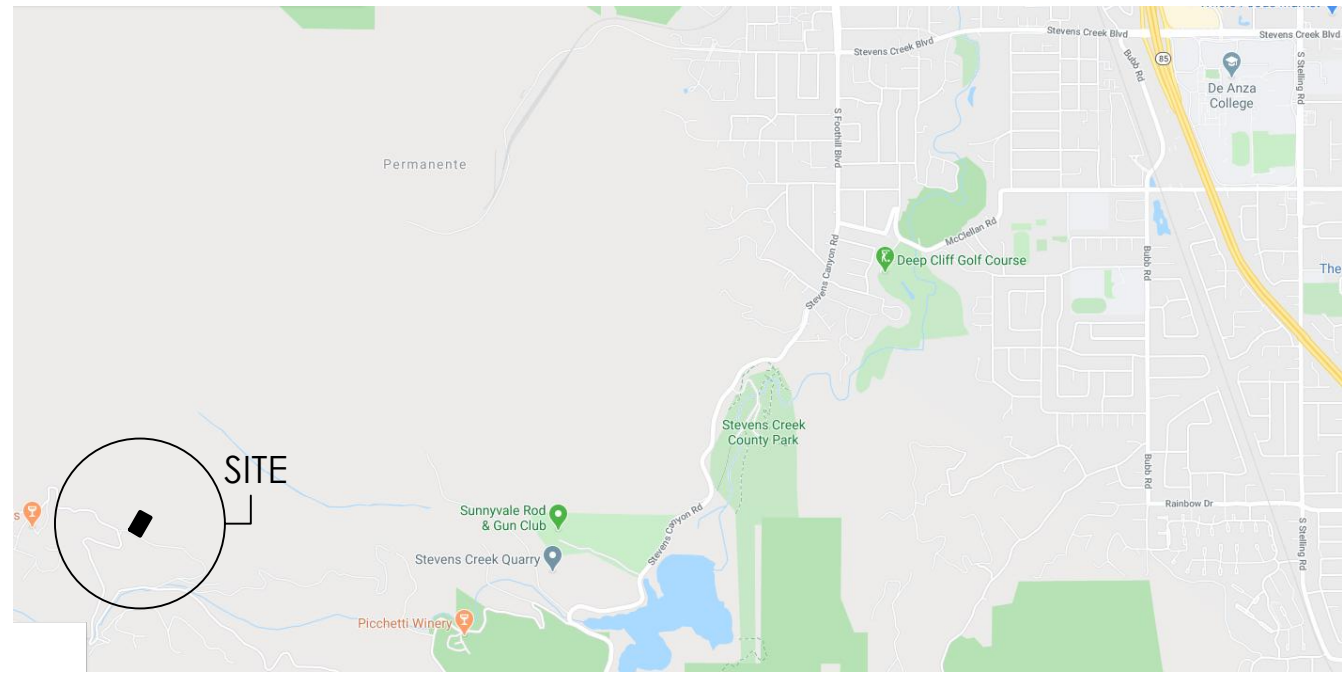 Stevens Creek Blvd
Stevens Creek Blvd
Stevens Creek Blvd
Bubb Rd
85
S Stelling Rd
De Anza
College
S Foothill Blvd
Permanente
McClellan Rd
Stevens Canyon Rd
Deep Cliff Golf Course
Bubb Rd
The
Stevens Creek
County Park
SITE
Bubb Rd
Rainbow Dr
s
Sunnyvale Rod
& Gun Club
Stevens Canyon Rd
S Stelling Rd
Stevens Creek Quarry
Picchetti Winery